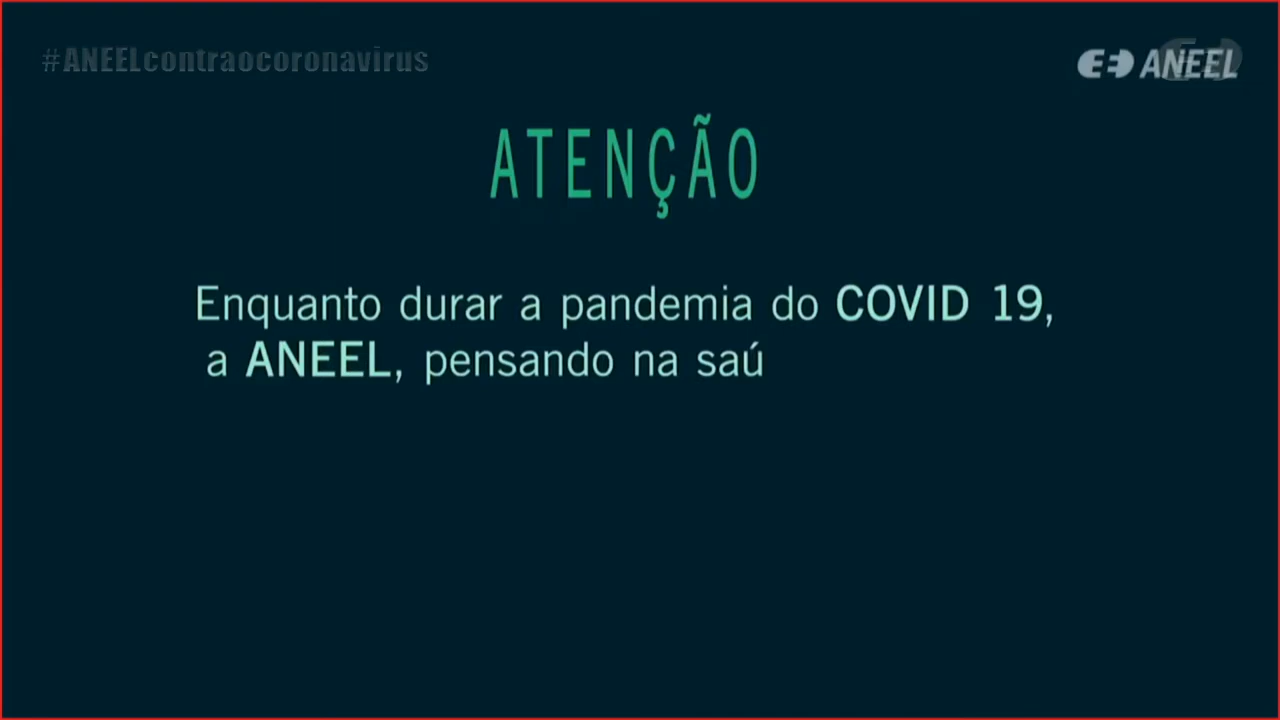 #ANEELcontraocoronavirus
ANEEL
ATENÇÃO
Enquanto durar a pandemia do COVID 19,
a ANEEL, pensando na saú